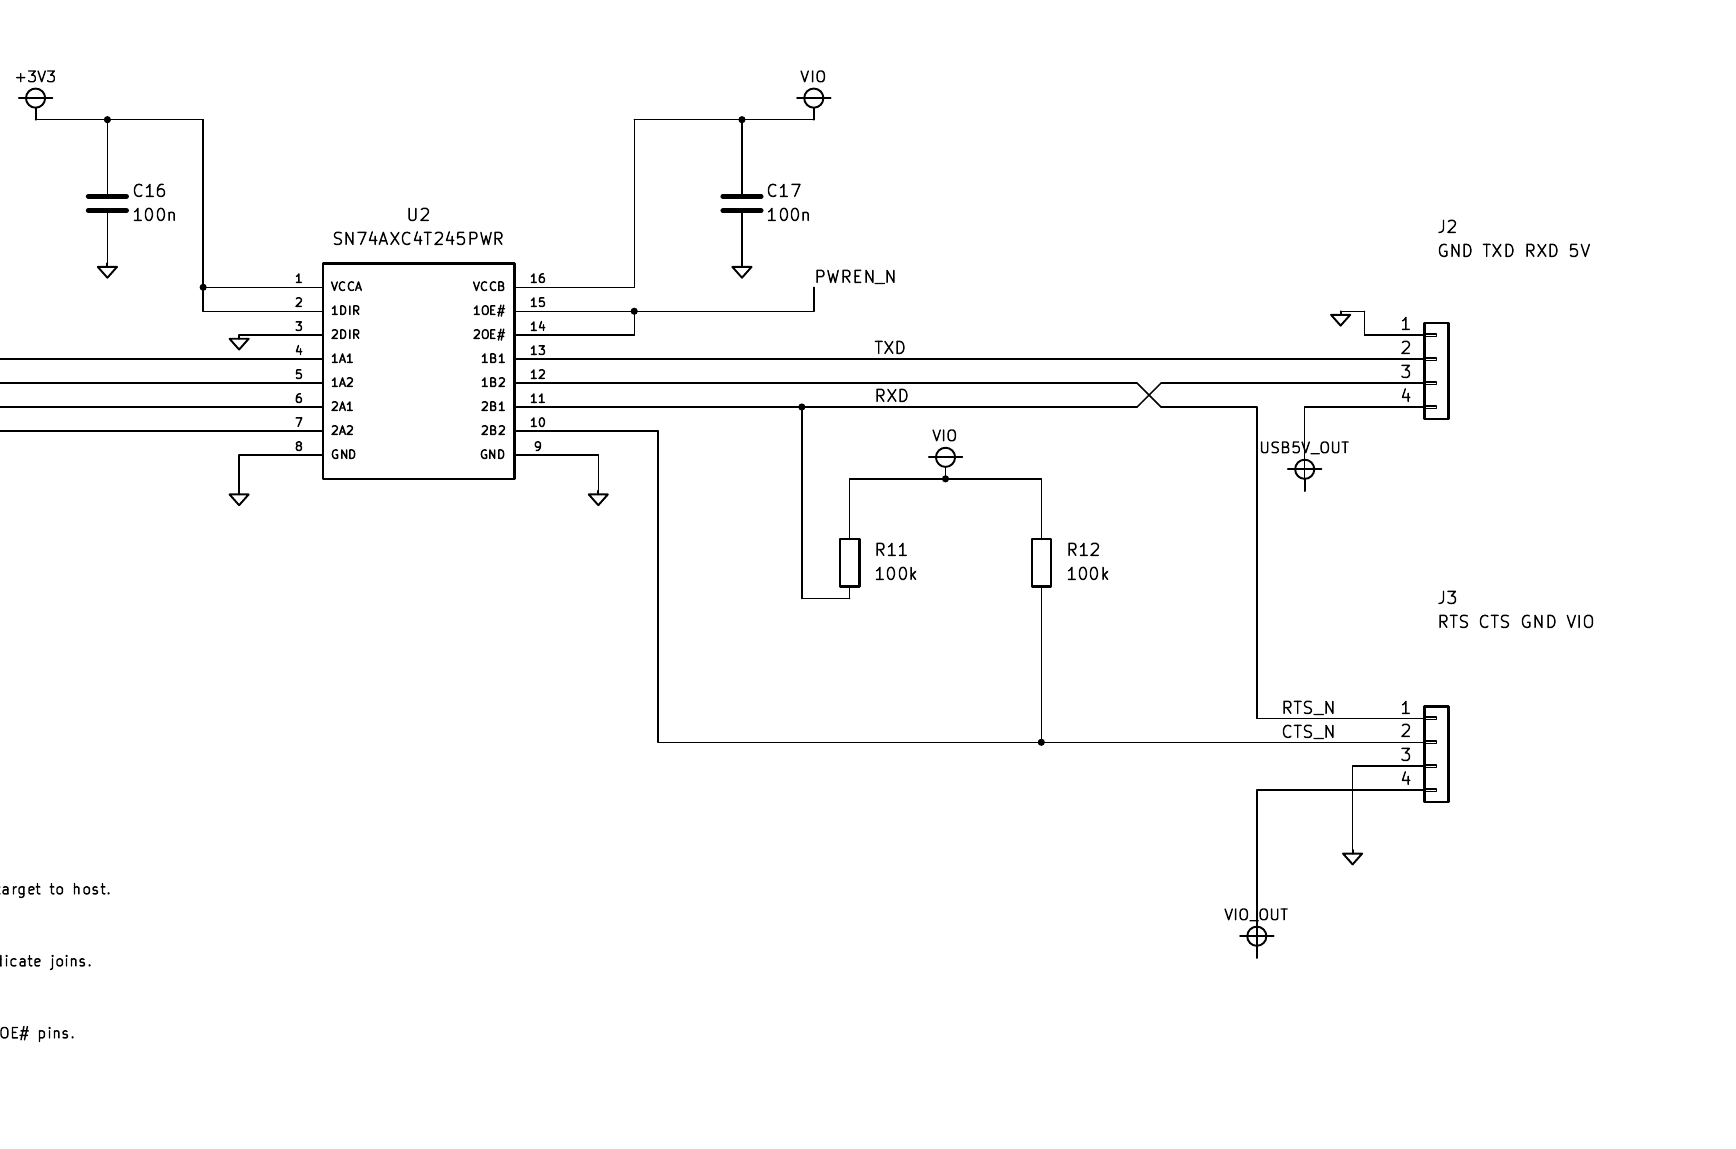 +3V3
VIO
C16
100n
C17
100n
U2
SN74AXC4T245PWR
J2
GND TXD RXD 5V
PWREN_N
1 VCCA VCCB 16
2 1DIR 1OE# 15
3 2DIR 2OE# 14
4 1A1 1B1 13
5 1A2 1B2 12
6 2A1 2B1 11
7 2A2 2B2 10
8 GND GND 9
TXD
RXD
1
2
3
4
VIO
USB5V_OUT
R11
100k
R12
100k
J3
RTS CTS GND VIO
RTS_N 1
CTS_N 2
3
4
to host.
VIO_OUT
joins.
OE# pins.